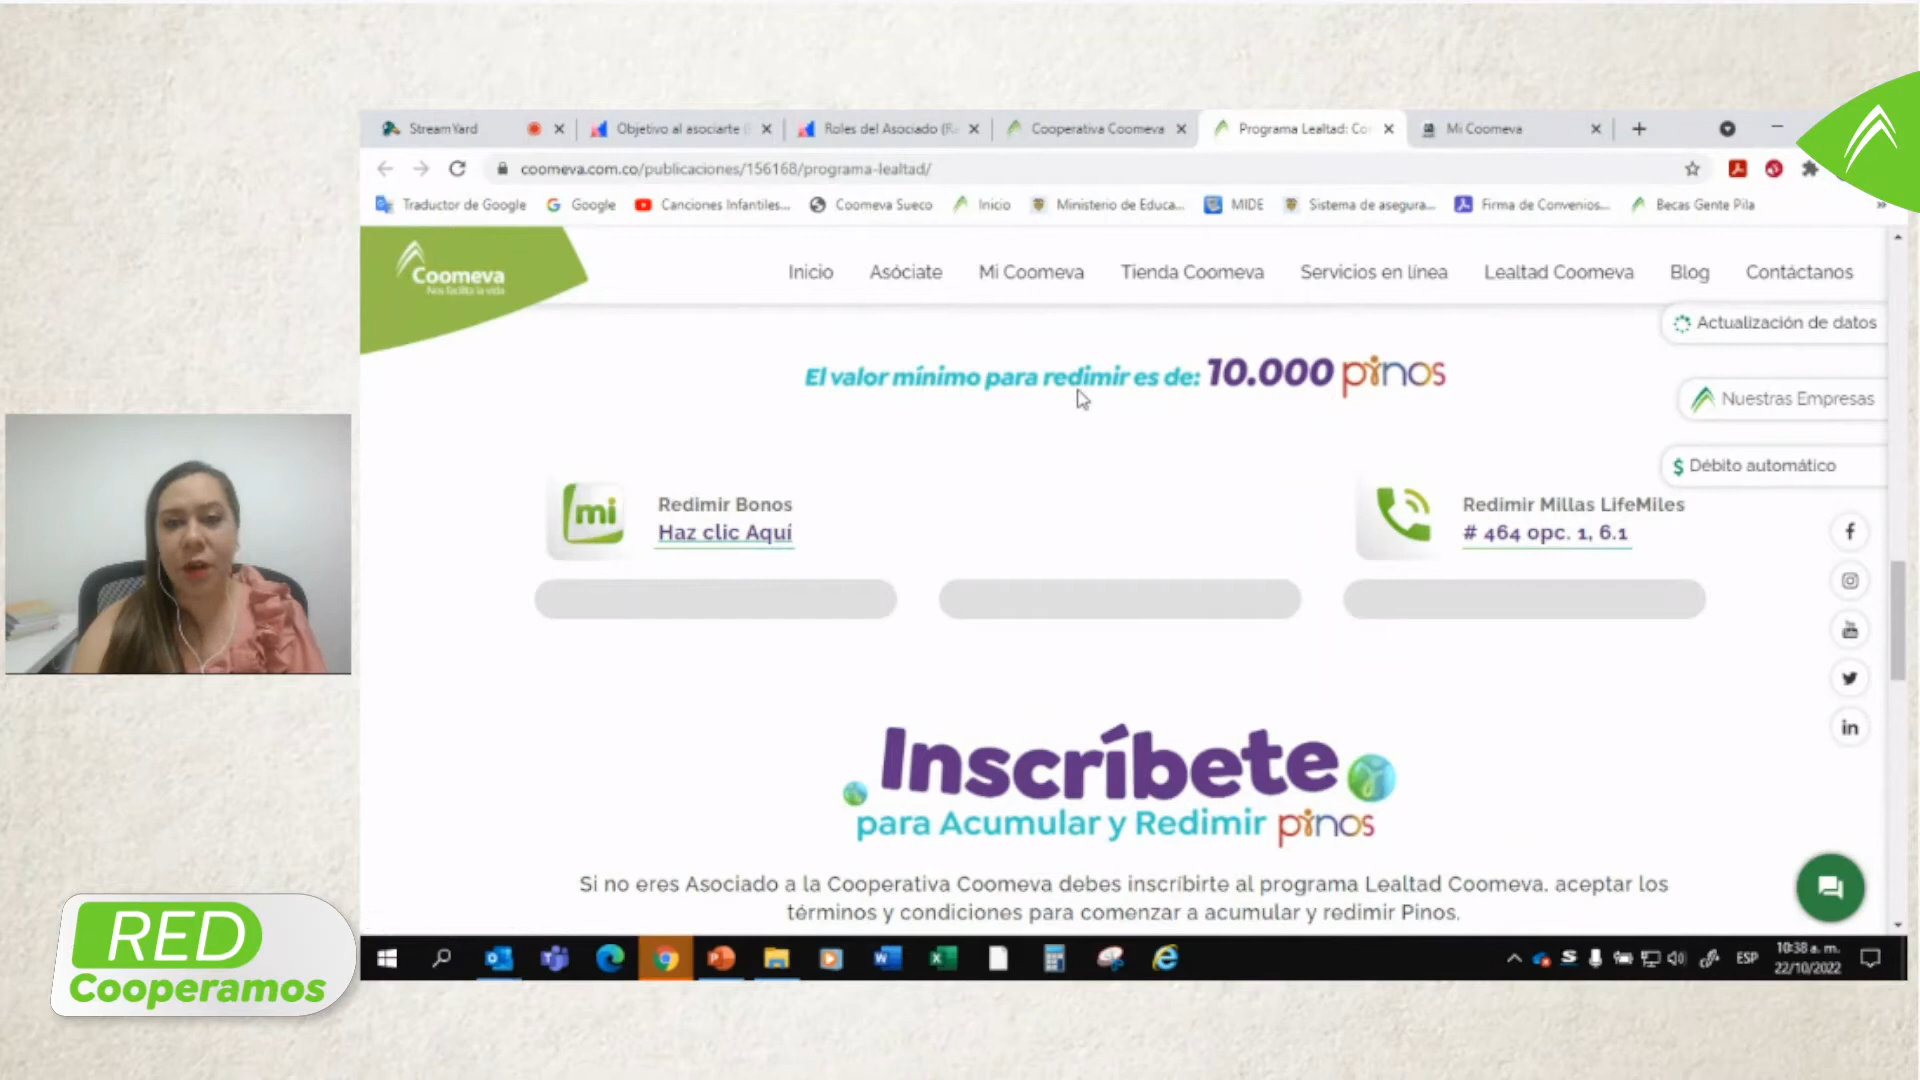 StreamYard
Objetivo al asociarte (
Roles del Asociado (R
Cooperativa Coomeva
Programa Lealtad: Co
Mi Coomeva
coomeva.com.co/publicaciones/156168/programa-lealtad/
Traductor de Google
Google
Canciones Infantiles...
Coomeva Sueco
Inicio
Ministerio de Educa...
MIDE
Sistema de asegura...
Firma de Convenios...
Becas Gente Pila
»
Coomeva
Nos facilita la vida
Inicio
Asóciate
Mi Coomeva
Tienda Coomeva
Servicios en línea
Lealtad Coomeva
Blog
Contáctanos
Actualización de datos
El valor mínimo para redimir es de: 10.000 pinos
Nuestras Empresas
$ Débito automático
mi
Redimir Bonos
Haz clic Aquí
Redimir Millas LifeMiles
# 464 opc. 1, 6.1
Inscríbete
para Acumular y Redimir pinos
Si no eres Asociado a la Cooperativa Coomeva debes inscribirte al programa Lealtad Coomeva. aceptar los
términos y condiciones para comenzar a acumular y redimir Pinos.
RED
Cooperamos
ESP
10:38 a. m.
22/10/2022